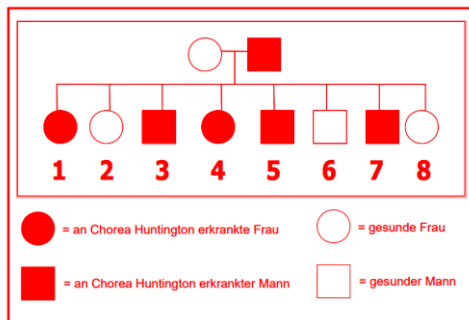 1 2 3 4 5 6 7 8
= an Chorea Huntington erkrankte Frau
= gesunde Frau
= an Chorea Huntington erkrankter Mann
= gesunder Mann